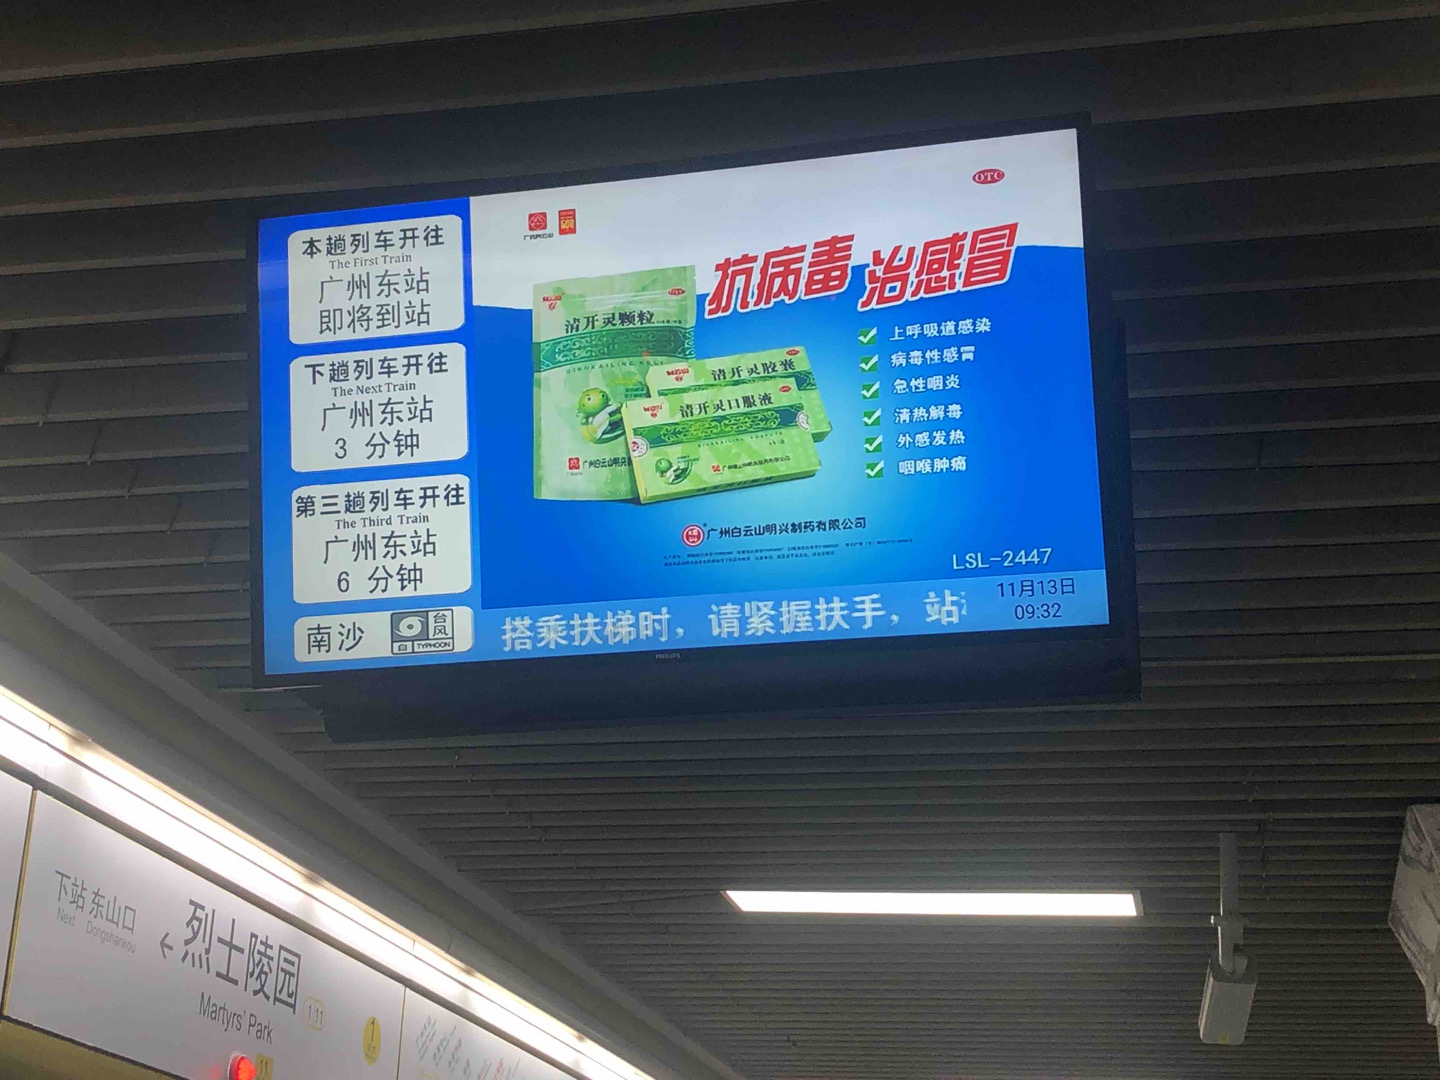 本趟列车开往
The First Train
广州东站
即将到站
下趟列车开往
The Next Train
广州东站
3 分钟
第三趟列车开往
The Third Train
广州东站
6 分钟
南沙
台风
白 TYPHOON
OTC
抗病毒 治感冒
上呼吸道感染
病毒性感冒
急性咽炎
清热解毒
外感发热
咽喉肿痛
清开灵颗粒
QINGKAILING KELI
清开灵胶囊
清开灵口服液
广州白云山明兴制药有限公司
LSL-2447
搭乘扶梯时，请紧握扶手，站
11月13日
09:32
PHILIPS
下站 东山口
Next Dongshankou
← 烈士陵园
Martyrs' Park
1 11
1
11